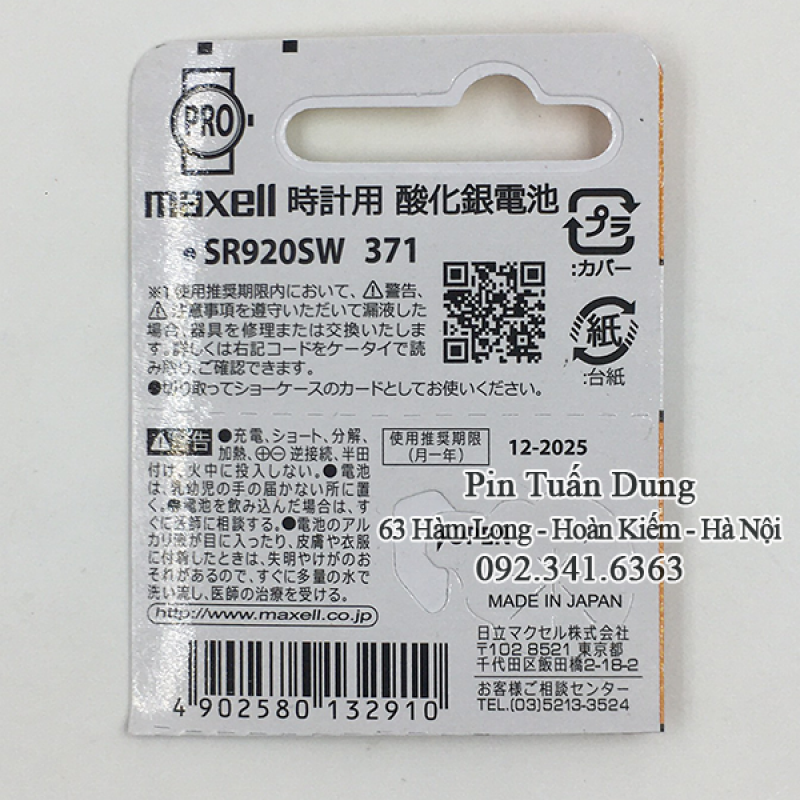 PRO
maxell 時計用 酸化銀電池
SR920SW 371
プラ
:カバー
※1使用推奨期限内において、⚠警告、
⚠注意事項を遵守いただいて漏液した
場合、器具を修理または交換いたしま
す。詳しくは右記コードをケータイで読
み取り、ご確認できます。
●切り取ってショーケースのカードとしてお使いください。
紙
:台紙
⚠警告 ●充電、ショート、分解、
加熱、⊕⊖逆接続、半田
付け、火中に投入しない。●電池
は、乳幼児の手の届かない所に置
く。●電池を飲み込んだ場合は、す
ぐに医師に相談する。●電池のアル
カリ液が目に入ったり、皮膚や衣服
に付着したときは、失明やけがのお
それがあるので、すぐに多量の水で
洗い流し、医師の治療を受ける。
http://www.maxell.co.jp
使用推奨期限
(月ー年)
12-2025
Pin Tuấn Dung
63 Hàm Long - Hoàn Kiếm - Hà Nội
092.341.6363
MADE IN JAPAN
日立マクセル株式会社
〒102 8521 東京都
千代田区飯田橋2-18-2
お客様ご相談センター
TEL.(03)5213-3524
4 902580 132910